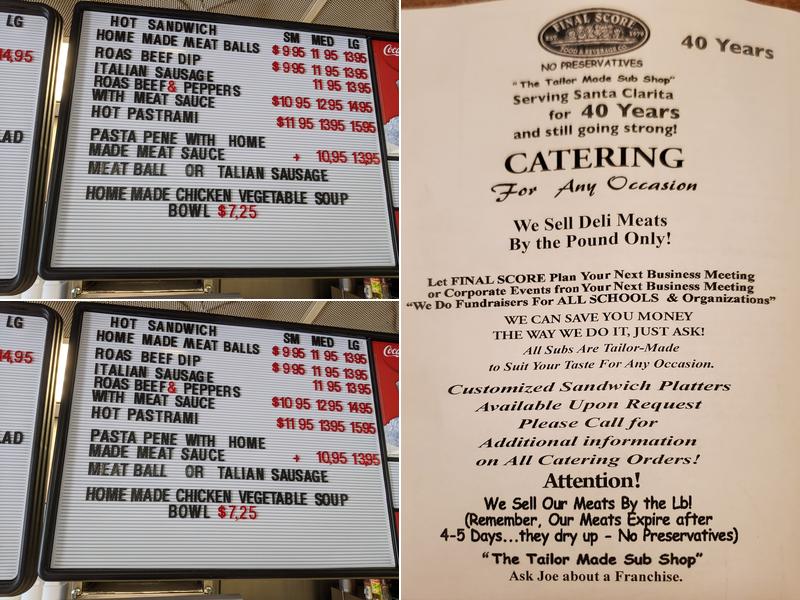 LG
14.95
LAD
HOT SANDWICH
SM MED LG
HOME MADE MEAT BALLS $9 95 11 95 13 95
ROAS BEEF DIP
ITALIAN SAUSAGE $9 95 11 95 13 95
ROAS BEEF& PEPPERS 11 95 13 95
WITH MEAT SAUCE $10 95 12 95 14 95
HOT PASTRAMI $11 95 13 95 15 95
PASTA PENE WITH HOME
MADE MEAT SAUCE + 10,95 13,95
MEAT BALL OR TALIAN SAUSAGE
HOME MADE CHICKEN VEGETABLE SOUP
BOWL $7,25
Coca
LG
14.95
LAD
HOT SANDWICH
SM MED LG
HOME MADE MEAT BALLS $9 95 11 95 13 95
ROAS BEEF DIP
ITALIAN SAUSAGE $9 95 11 95 13 95
ROAS BEEF& PEPPERS 11 95 13 95
WITH MEAT SAUCE $10 95 12 95 14 95
HOT PASTRAMI $11 95 13 95 15 95
PASTA PENE WITH HOME
MADE MEAT SAUCE + 10,95 13,95
MEAT BALL OR TALIAN SAUSAGE
HOME MADE CHICKEN VEGETABLE SOUP
BOWL $7,25
Coca
FINAL SCORE
EST. 1979
FOOD & BEVERAGE CO.
40 Years
NO PRESERVATIVES
"The Tailor Made Sub Shop"
Serving Santa Clarita
for 40 Years
and still going strong!
CATERING
For Any Occasion
We Sell Deli Meats
By the Pound Only!
Let FINAL SCORE Plan Your Next Business Meeting
or Corporate Events fron Your Next Business Meeting
"We Do Fundraisers For ALL SCHOOLS & Organizations"
WE CAN SAVE YOU MONEY
THE WAY WE DO IT, JUST ASK!
All Subs Are Tailor-Made
to Suit Your Taste For Any Occasion.
Customized Sandwich Platters
Available Upon Request
Please Call for
Additional information
on All Catering Orders!
Attention!
We Sell Our Meats By the Lb!
(Remember, Our Meats Expire after
4-5 Days...they dry up - No Preservatives)
"The Tailor Made Sub Shop"
Ask Joe about a Franchise.